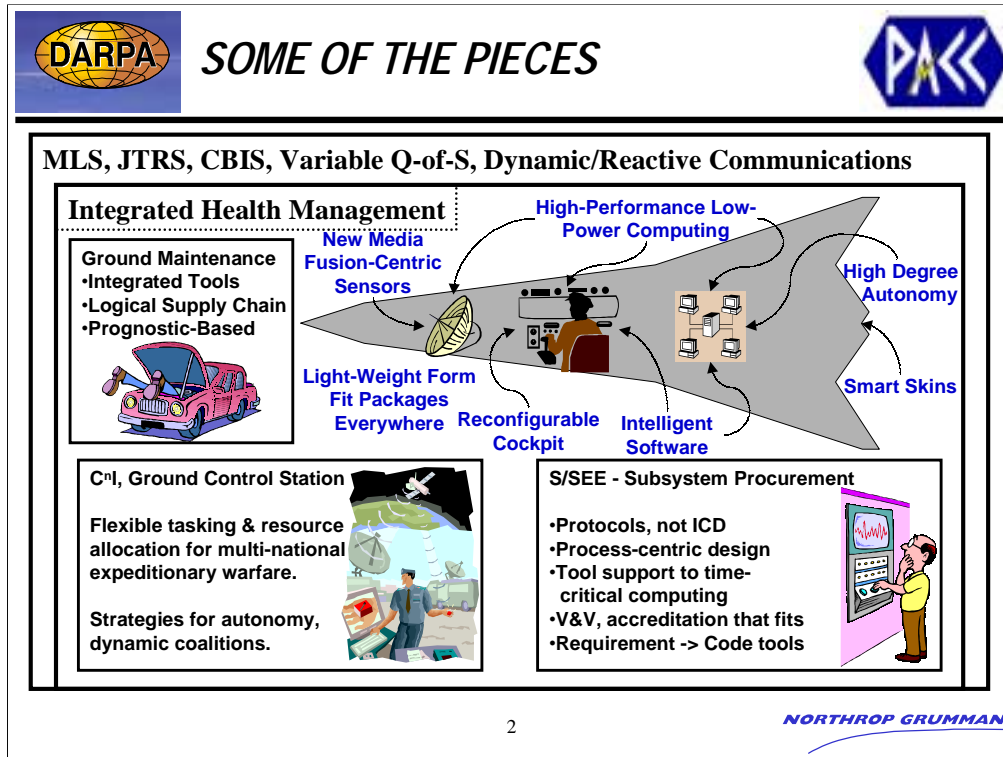 DARPA
SOME OF THE PIECES
PACC
MLS, JTRS, CBIS, Variable Q-of-S, Dynamic/Reactive Communications
Integrated Health Management
Ground Maintenance
•Integrated Tools
•Logical Supply Chain
•Prognostic-Based
New Media
Fusion-Centric
Sensors
High-Performance Low-
Power Computing
High Degree
Autonomy
Light-Weight Form
Fit Packages
Everywhere
Reconfigurable
Cockpit
Intelligent
Software
Smart Skins
CⁿI, Ground Control Station
Flexible tasking & resource
allocation for multi-national
expeditionary warfare.
Strategies for autonomy,
dynamic coalitions.
S/SEE - Subsystem Procurement
•Protocols, not ICD
•Process-centric design
•Tool support to time-
critical computing
•V&V, accreditation that fits
•Requirement -> Code tools
2
NORTHROP GRUMMAN